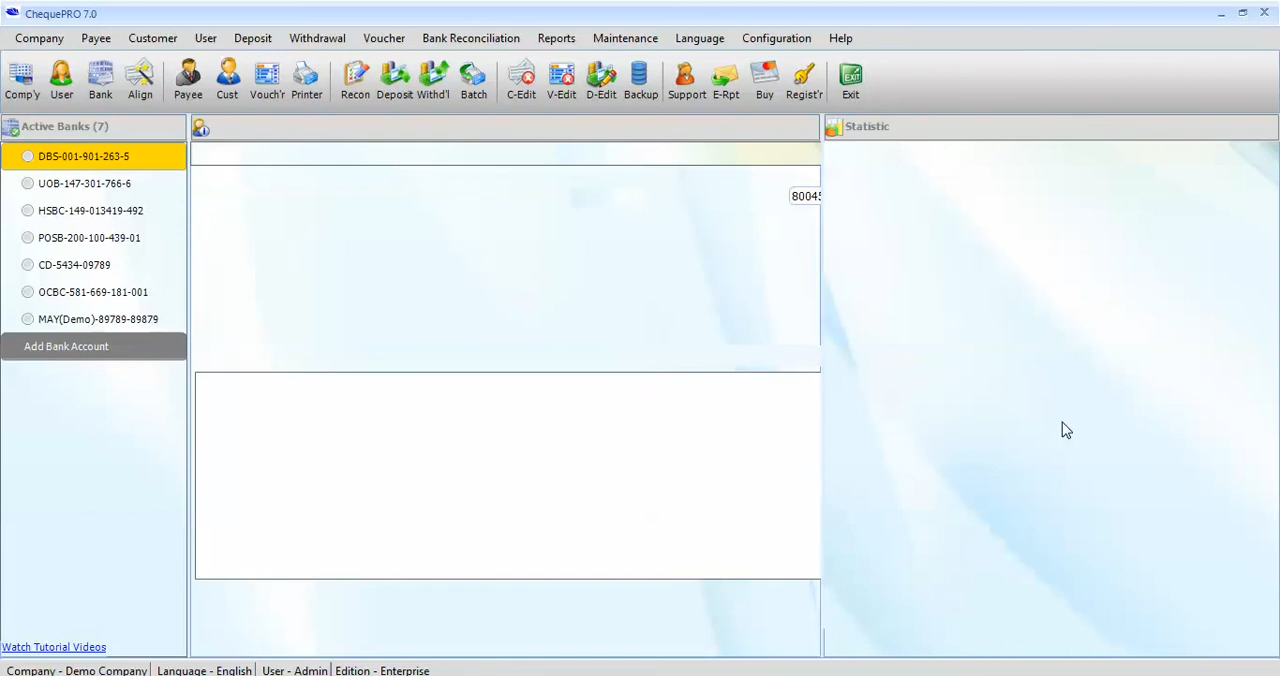 ChequePRO 7.0
Company Payee Customer User Deposit Withdrawal Voucher Bank Reconciliation Reports Maintenance Language Configuration Help
Comp'y User Bank Align Payee Cust Vouch'r Printer Recon Deposit Withd'l Batch C-Edit V-Edit D-Edit Backup Support E-Rpt Buy Regist'r EXIT Exit
Active Banks (7)
Statistic
DBS-001-901-263-5
UOB-147-301-766-6
80045
HSBC-149-013419-492
POSB-200-100-439-01
CD-5434-09789
OCBC-581-669-181-001
MAY(Demo)-89789-89879
Add Bank Account
Watch Tutorial Videos
Company - Demo Company Language - English User - Admin Edition - Enterprise